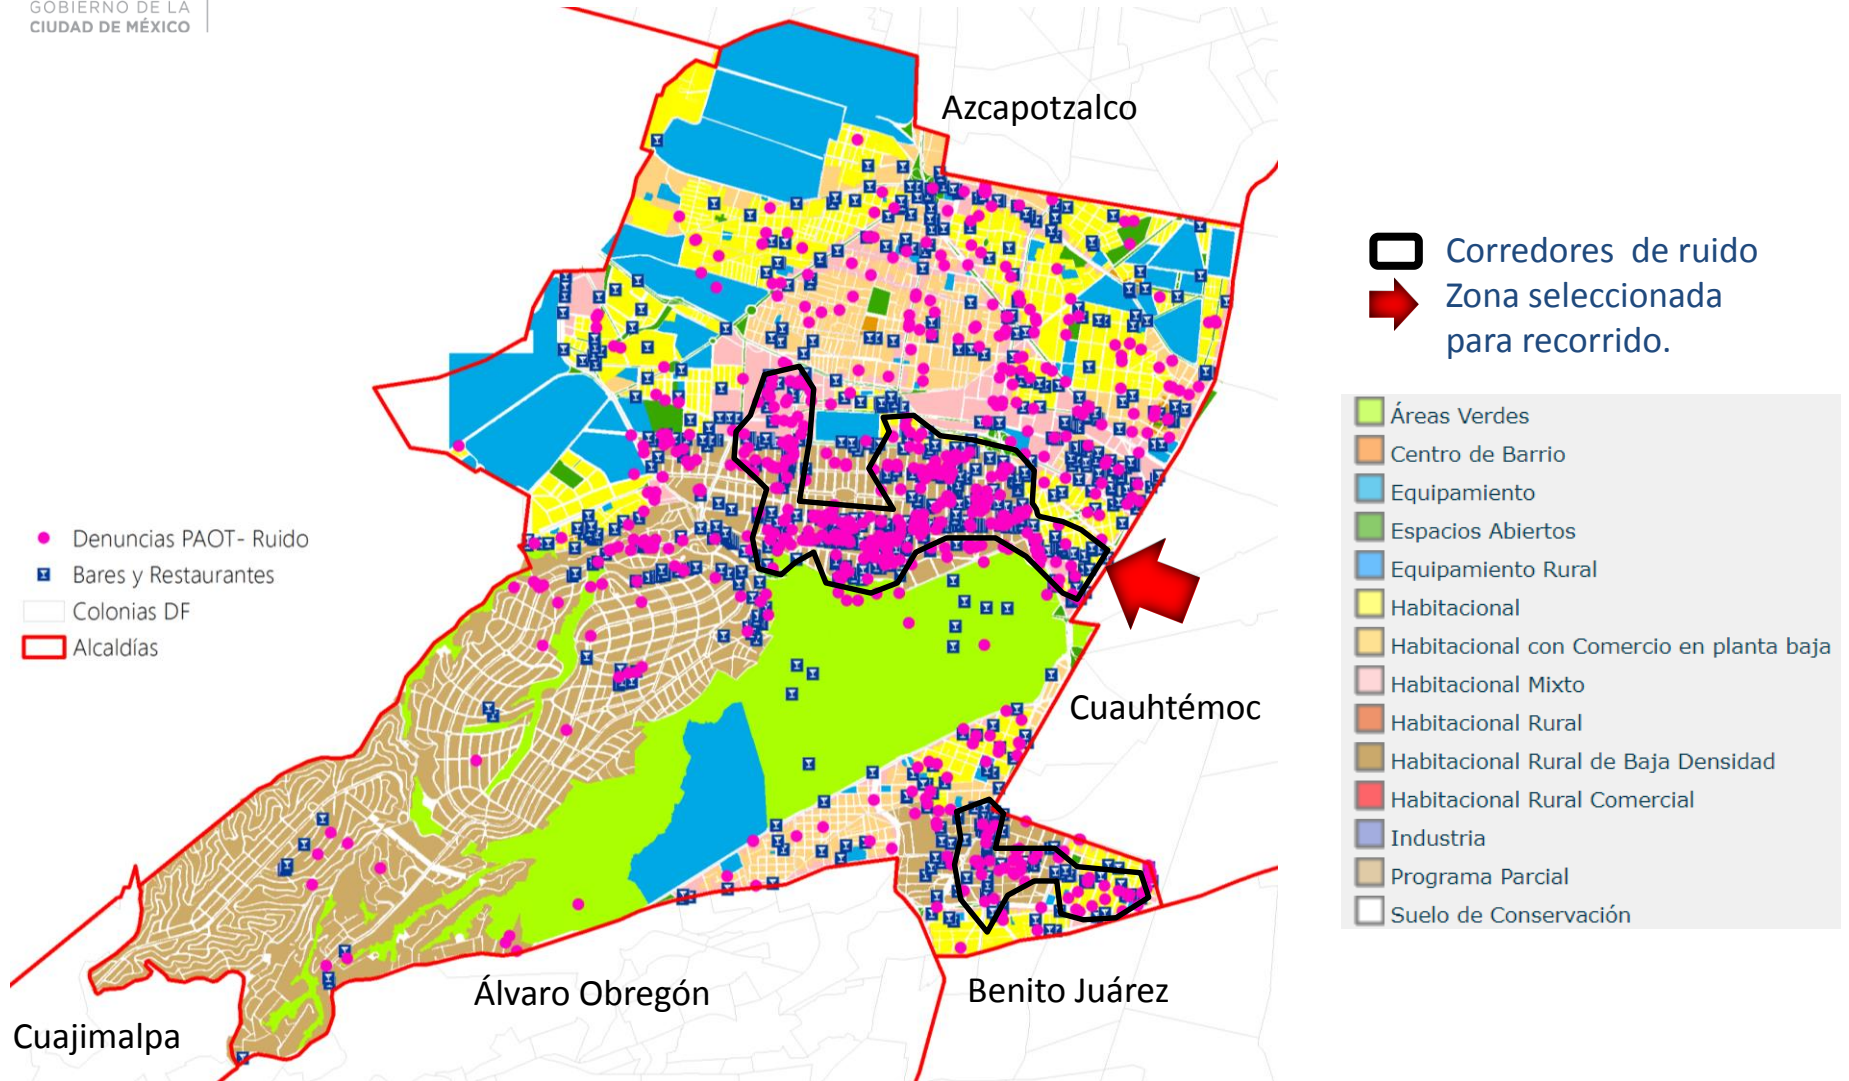 GOBIERNO DE LA
CIUDAD DE MÉXICO
Azcapotzalco
Corredores de ruido
Zona seleccionada
para recorrido.
Áreas Verdes
Centro de Barrio
Equipamiento
Espacios Abiertos
Equipamiento Rural
Habitacional
Habitacional con Comercio en planta baja
Habitacional Mixto
Habitacional Rural
Habitacional Rural de Baja Densidad
Habitacional Rural Comercial
Industria
Programa Parcial
Suelo de Conservación
Denuncias PAOT- Ruido
Bares y Restaurantes
Colonias DF
Alcaldías
Cuauhtémoc
Álvaro Obregón
Benito Juárez
Cuajimalpa